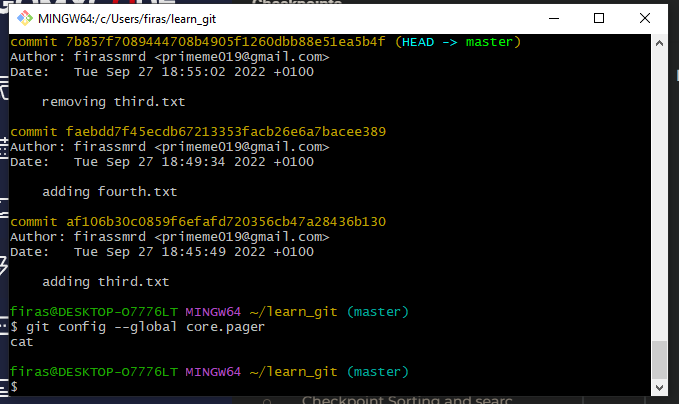 Checkpoints
MINGW64:/c/Users/firas/learn_git
commit 7b857f7089444708b4905f1260dbb88e51ea5b4f (HEAD -> master)
Author: firassmrd <primeme019@gmail.com>
Date:   Tue Sep 27 18:55:02 2022 +0100
removing third.txt
commit faebdd7f45ecdb67213353facb26e6a7bacee389
Author: firassmrd <primeme019@gmail.com>
Date:   Tue Sep 27 18:49:34 2022 +0100
adding fourth.txt
commit af106b30c0859f6efafd720356cb47a28436b130
Author: firassmrd <primeme019@gmail.com>
Date:   Tue Sep 27 18:45:49 2022 +0100
adding third.txt
firas@DESKTOP-O7776LT MINGW64 ~/learn_git (master)
$ git config --global core.pager
cat
firas@DESKTOP-O7776LT MINGW64 ~/learn_git (master)
$
Checkpoint Sorting and searc